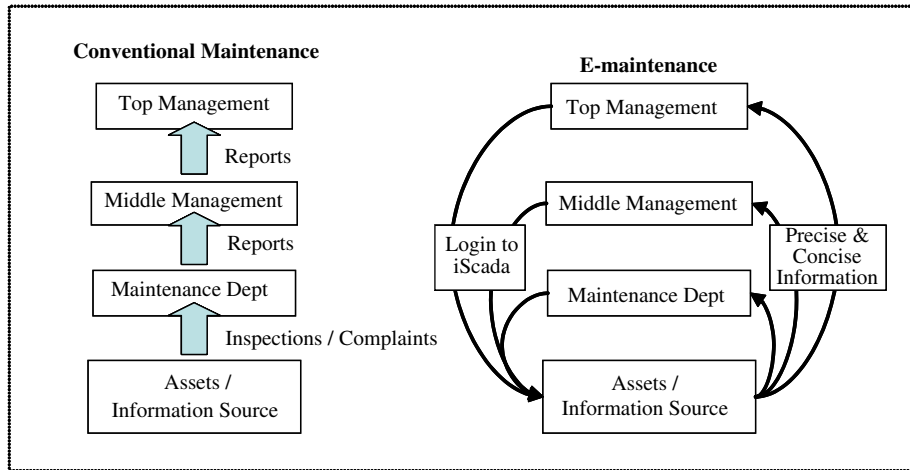 Conventional Maintenance
Top Management
Reports
Middle Management
Reports
Maintenance Dept
Inspections / Complaints
Assets /
Information Source
E-maintenance
Top Management
Middle Management
Login to
iScada
Precise &
Concise
Information
Maintenance Dept
Assets /
Information Source